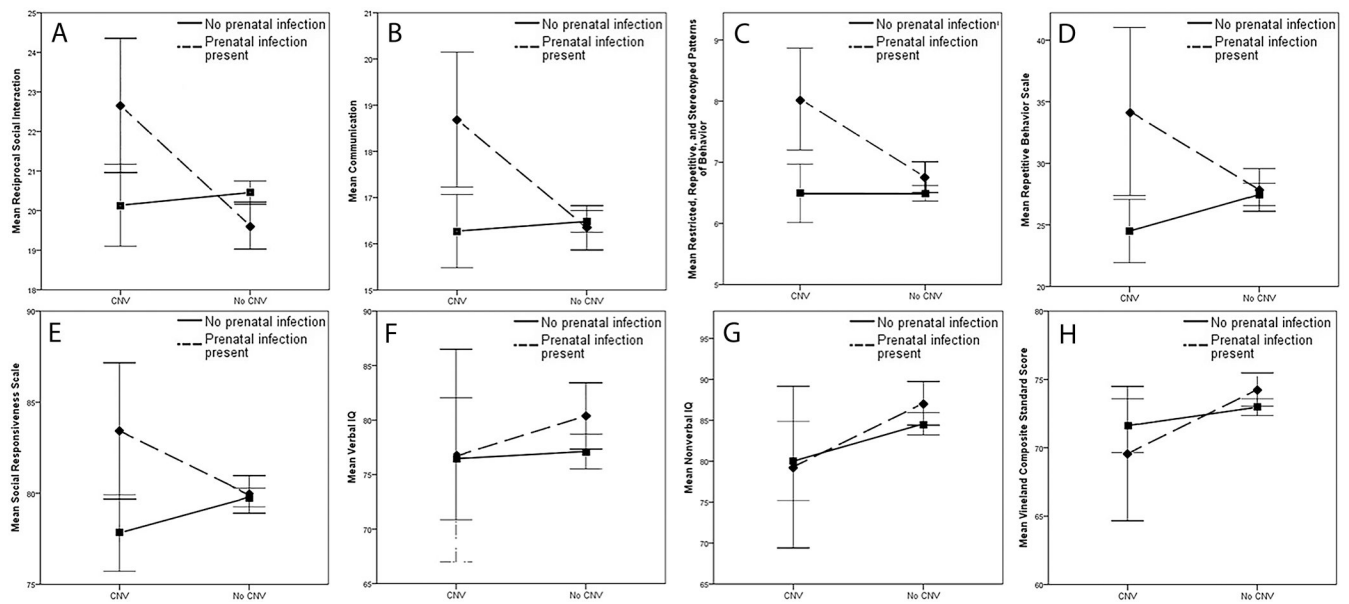 A
No prenatal infection
Prenatal infection
present
Mean Reciprocal Social Interaction
25
24
23
22
21
20
19
18
CNV
No CNV
B
No prenatal infection
Prenatal infection
present
Mean Communication
21
20
19
18
17
16
15
CNV
No CNV
C
No prenatal infection
Prenatal infection
present
Mean Restricted, Repetitive, and Stereotyped Patterns
of Behavior
9
8
7
6
5
CNV
No CNV
D
No prenatal infection
Prenatal infection
present
Mean Repetitive Behavior Scale
40
35
30
25
20
CNV
No CNV
E
No prenatal infection
Prenatal infection
present
Mean Social Responsiveness Scale
90
85
80
75
CNV
No CNV
F
No prenatal infection
Prenatal infection
present
Mean Verbal IQ
90
85
80
75
70
65
CNV
No CNV
G
No prenatal infection
Prenatal infection
present
Mean Nonverbal IQ
95
90
85
80
75
70
65
CNV
No CNV
H
No prenatal infection
Prenatal infection
present
Mean Vineland Composite Standard Score
80
75
70
65
60
CNV
No CNV